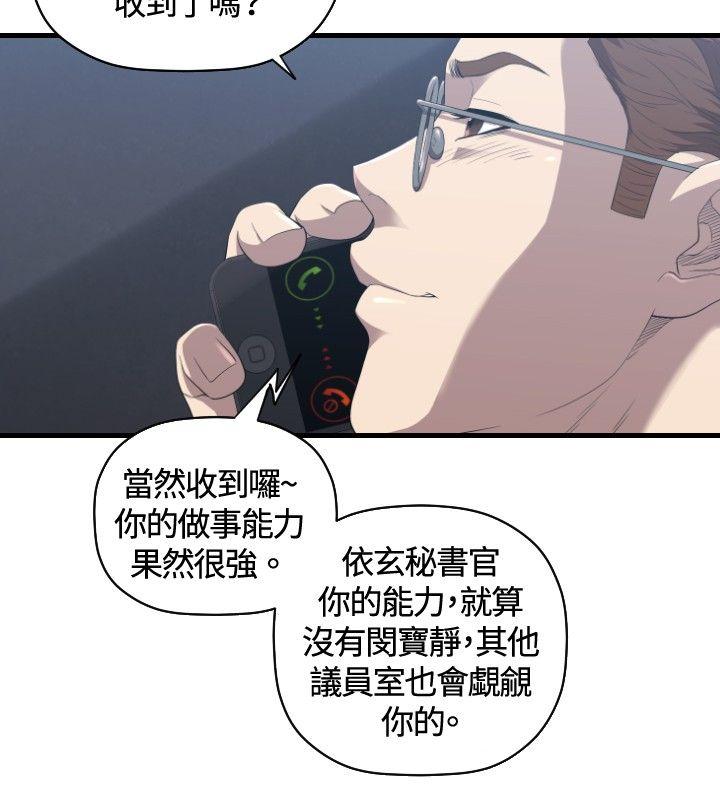 收到了嗎？
當然收到囉~
你的做事能力
果然很強。
依玄秘書官
你的能力，就算
沒有閔寶靜，其他
議員室也會覷覦
你的。